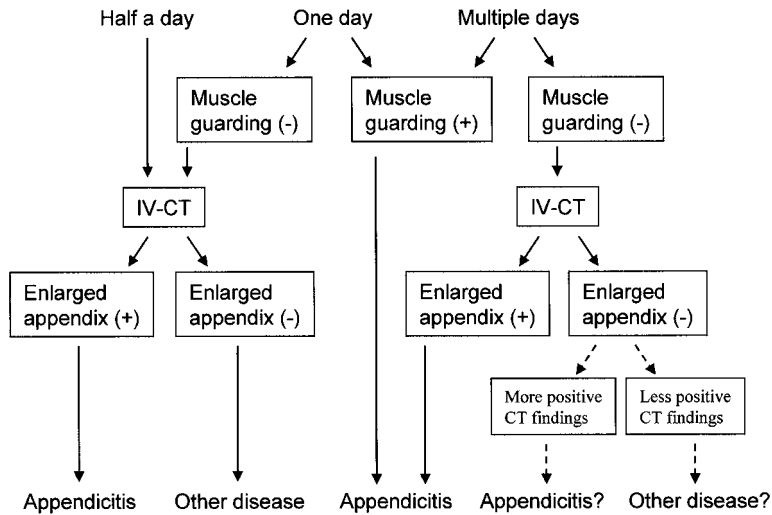 Half a day
One day
Multiple days
Muscle
guarding (-)
Muscle
guarding (+)
Muscle
guarding (-)
IV-CT
IV-CT
Enlarged
appendix (+)
Enlarged
appendix (-)
Enlarged
appendix (+)
Enlarged
appendix (-)
More positive
CT findings
Less positive
CT findings
Appendicitis
Other disease
Appendicitis
Appendicitis?
Other disease?